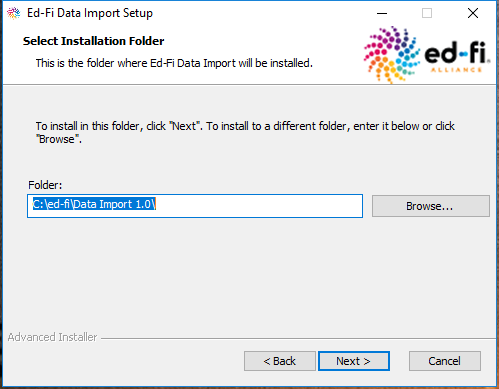 Ed-Fi Data Import Setup
Select Installation Folder
This is the folder where Ed-Fi Data Import will be installed.
ed-fi®
ALLIANCE
To install in this folder, click "Next". To install to a different folder, enter it below or click
"Browse".
Folder:
C:\ed-fi\Data Import 1.0\
Browse...
Advanced Installer
< Back
Next >
Cancel